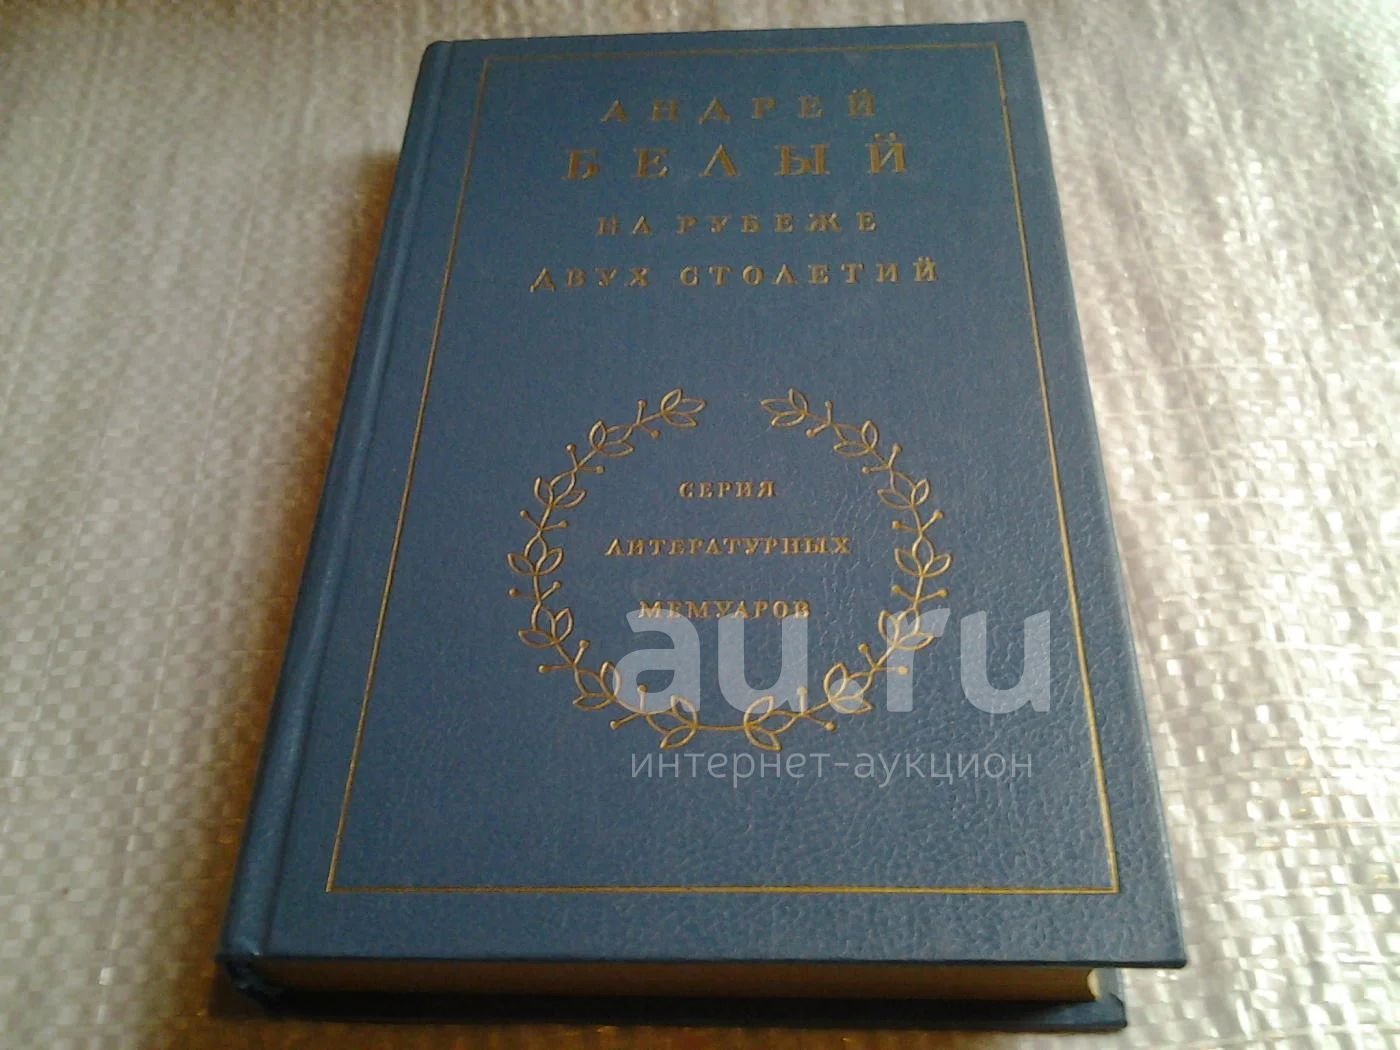 АНДРЕЙ
БЕЛЫЙ
НА РУБЕЖЕ
ДВУХ СТОЛЕТИЙ
СЕРИЯ
ЛИТЕРАТУРНЫХ
МЕМУАРОВ
au.ru
интернет-аукцион